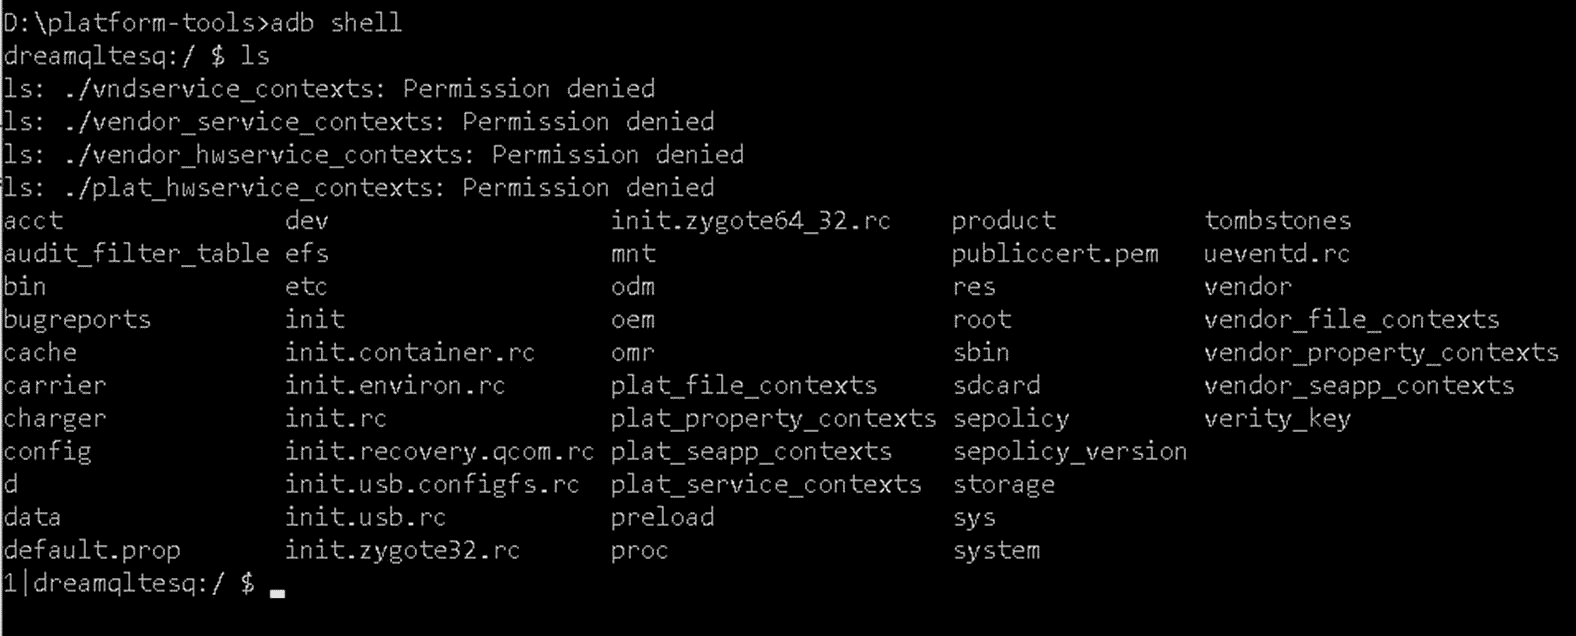 D:\platform-tools>adb shell
dreamqltesq:/ $ ls
ls: ./vndservice_contexts: Permission denied
ls: ./vendor_service_contexts: Permission denied
ls: ./vendor_hwservice_contexts: Permission denied
ls: ./plat_hwservice_contexts: Permission denied
acct dev init.zygote64_32.rc product tombstones
audit_filter_table efs mnt publiccert.pem ueventd.rc
bin etc odm res vendor
bugreports init oem root vendor_file_contexts
cache init.container.rc omr sbin vendor_property_contexts
carrier init.environ.rc plat_file_contexts sdcard vendor_seapp_contexts
charger init.rc plat_property_contexts sepolicy verity_key
config init.recovery.qcom.rc plat_seapp_contexts sepolicy_version
d init.usb.configfs.rc plat_service_contexts storage
data init.usb.rc preload sys
default.prop init.zygote32.rc proc system
1|dreamqltesq:/ $